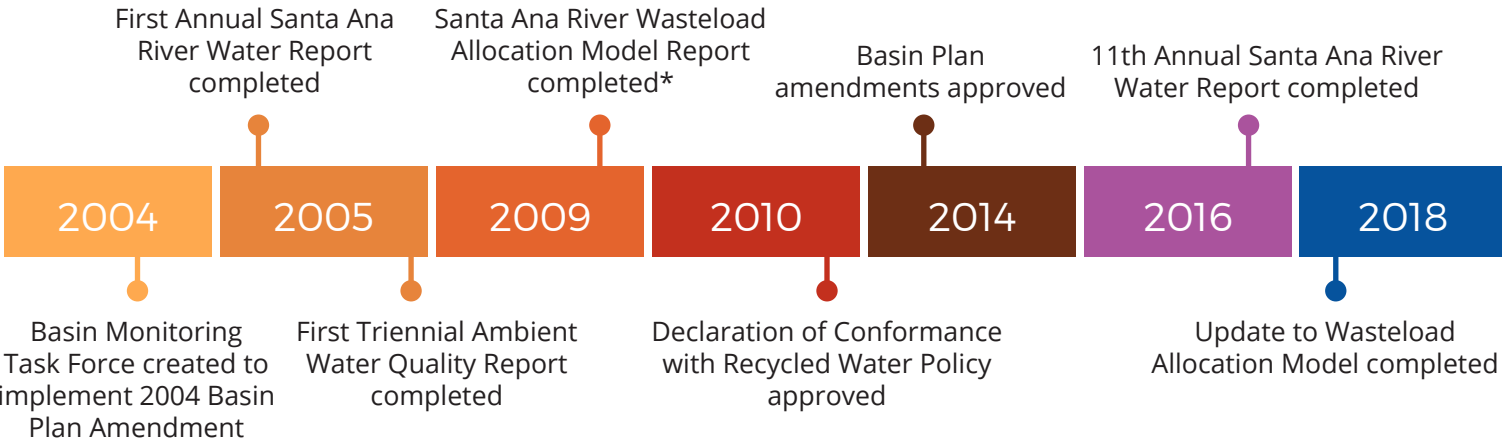 First Annual Santa Ana
River Water Report
completed
Santa Ana River Wasteload
Allocation Model Report
completed*
Basin Plan
amendments approved
11th Annual Santa Ana River
Water Report completed
2004
2005
2009
2010
2014
2016
2018
Basin Monitoring
Task Force created to
implement 2004 Basin
Plan Amendment
First Triennial Ambient
Water Quality Report
completed
Declaration of Conformance
with Recycled Water Policy
approved
Update to Wasteload
Allocation Model completed